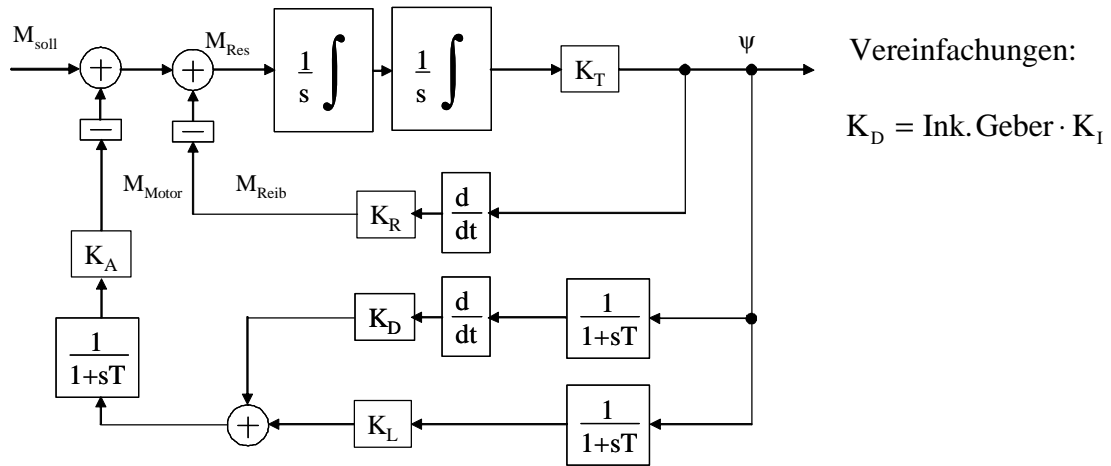 M_soll
+
+
M_Res
1/s ∫
1/s ∫
K_T
ψ
Vereinfachungen:
K_D = Ink. Geber · K_I
−
−
M_Motor
M_Reib
K_R
d/dt
K_A
K_D
d/dt
1/(1+sT)
1/(1+sT)
+
K_L
1/(1+sT)